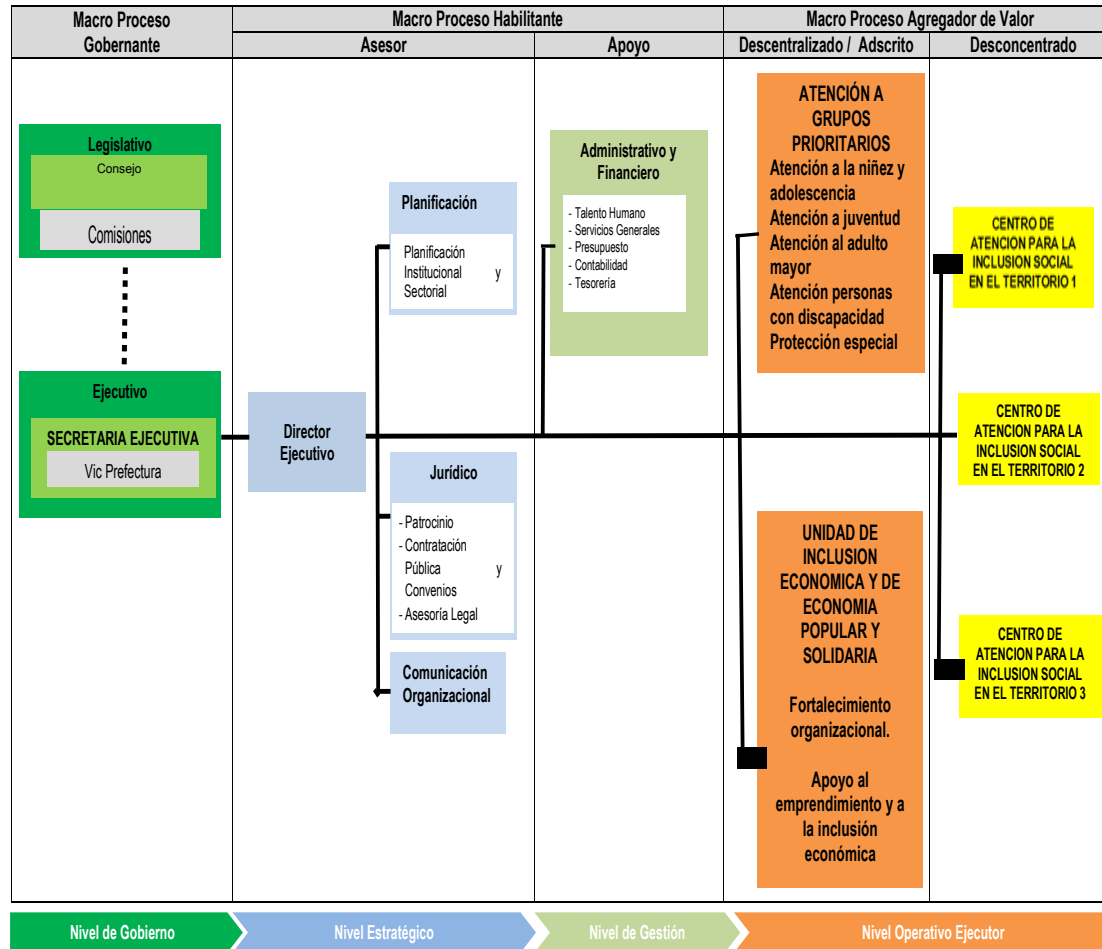 Macro Proceso
Gobernante
Macro Proceso Habilitante
Macro Proceso Agregador de Valor
Asesor
Apoyo
Descentralizado / Adscrito
Desconcentrado
Legislativo
Consejo
Comisiones
Ejecutivo
SECRETARIA EJECUTIVA
Vic Prefectura
Director
Ejecutivo
Planificación
Planificación
Institucional y
Sectorial
Jurídico
- Patrocinio
- Contratación
Pública y
Convenios
- Asesoría Legal
Comunicación
Organizacional
Administrativo y
Financiero
- Talento Humano
- Servicios Generales
- Presupuesto
- Contabilidad
- Tesorería
ATENCIÓN A
GRUPOS
PRIORITARIOS
Atención a la niñez y
adolescencia
Atención a juventud
Atención al adulto
mayor
Atención personas
con discapacidad
Protección especial
UNIDAD DE
INCLUSION
ECONOMICA Y DE
ECONOMIA
POPULAR Y
SOLIDARIA
Fortalecimiento
organizacional.
Apoyo al
emprendimiento y a
la inclusión
económica
CENTRO DE
ATENCION PARA LA
INCLUSION SOCIAL
EN EL TERRITORIO 1
CENTRO DE
ATENCION PARA LA
INCLUSION SOCIAL
EN EL TERRITORIO 2
CENTRO DE
ATENCION PARA LA
INCLUSION SOCIAL
EN EL TERRITORIO 3
Nivel de Gobierno
Nivel Estratégico
Nivel de Gestión
Nivel Operativo Ejecutor